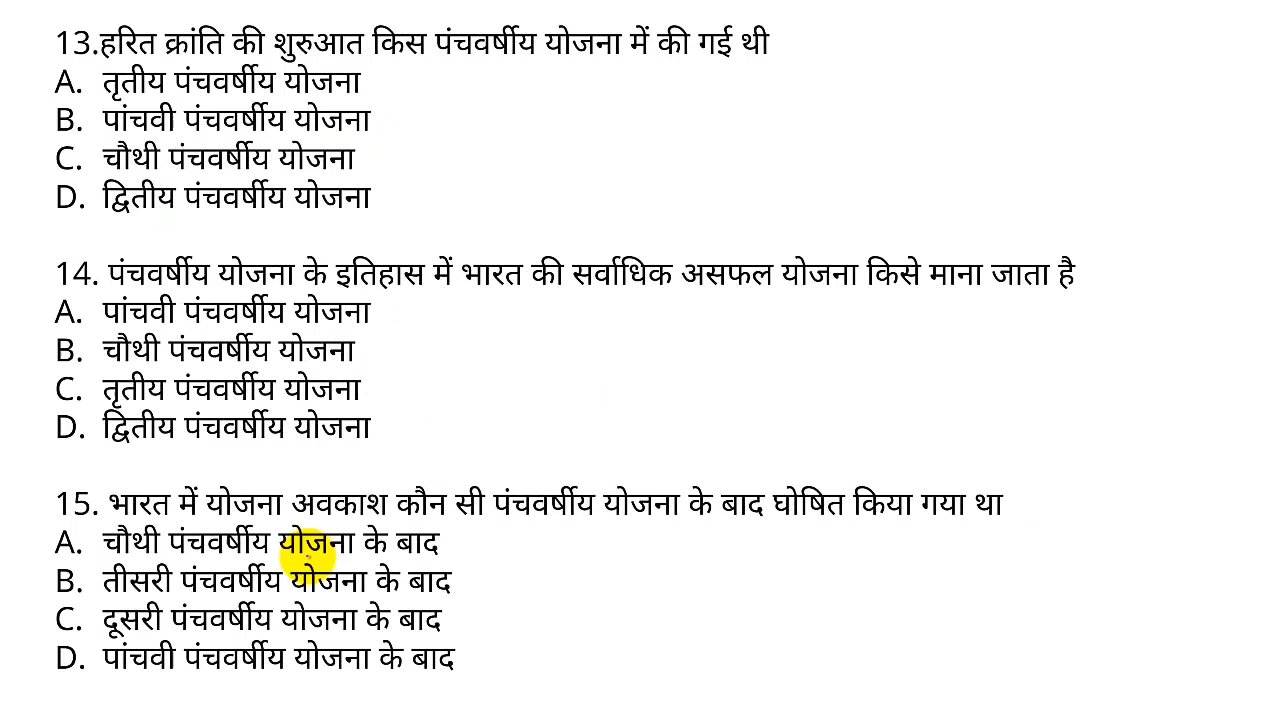 13.हरित क्रांति की शुरुआत किस पंचवर्षीय योजना में की गई थी
A. तृतीय पंचवर्षीय योजना
B. पांचवी पंचवर्षीय योजना
C. चौथी पंचवर्षीय योजना
D. द्वितीय पंचवर्षीय योजना
14. पंचवर्षीय योजना के इतिहास में भारत की सर्वाधिक असफल योजना किसे माना जाता है
A. पांचवी पंचवर्षीय योजना
B. चौथी पंचवर्षीय योजना
C. तृतीय पंचवर्षीय योजना
D. द्वितीय पंचवर्षीय योजना
15. भारत में योजना अवकाश कौन सी पंचवर्षीय योजना के बाद घोषित किया गया था
A. चौथी पंचवर्षीय योजना के बाद
B. तीसरी पंचवर्षीय योजना के बाद
C. दूसरी पंचवर्षीय योजना के बाद
D. पांचवी पंचवर्षीय योजना के बाद